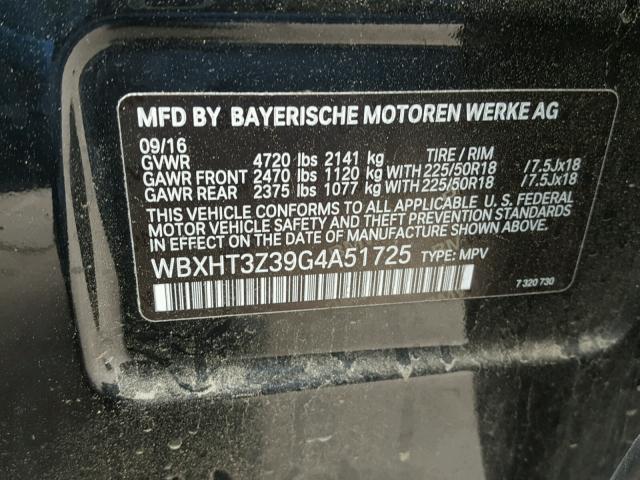 MFD BY BAYERISCHE MOTOREN WERKE AG
09/16
GVWR 4720 lbs 2141 kg TIRE / RIM
GAWR FRONT 2470 lbs 1120 kg WITH 225/50R18 /7.5Jx18
GAWR REAR 2375 lbs 1077 kg WITH 225/50R18 /7.5Jx18
THIS VEHICLE CONFORMS TO ALL APPLICABLE U. S. FEDERAL
MOTOR VEHICLE SAFETY AND THEFT PREVENTION STANDARDS
IN EFFECT ON THE DATE OF MANUFACTURE SHOWN ABOVE.
WBXHT3Z39G4A51725 TYPE: MPV
7 320 730